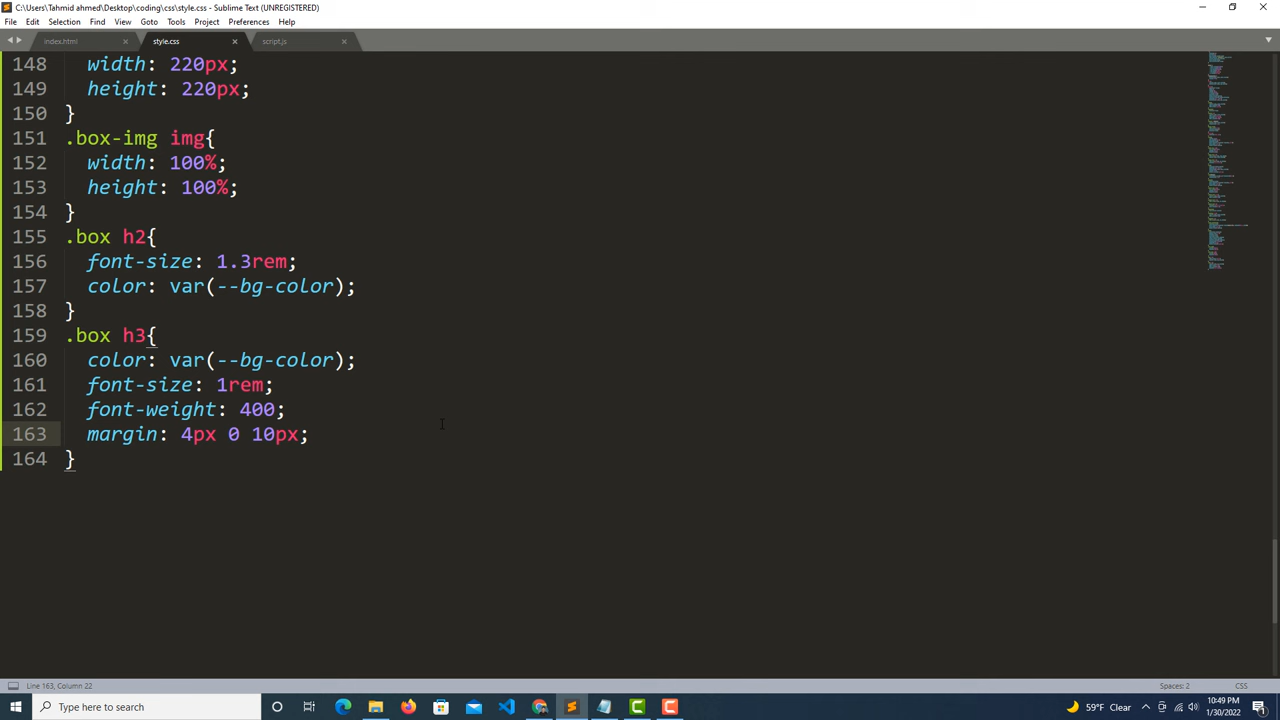 C:\Users\Tahmid ahmed\Desktop\coding\css\style.css - Sublime Text (UNREGISTERED)
File Edit Selection Find View Goto Tools Project Preferences Help
index.html × style.css × script.js ×
148 width: 220px;
149 height: 220px;
150 }
151 .box-img img{
152 width: 100%;
153 height: 100%;
154 }
155 .box h2{
156 font-size: 1.3rem;
157 color: var(--bg-color);
158 }
159 .box h3{
160 color: var(--bg-color);
161 font-size: 1rem;
162 font-weight: 400;
163 margin: 4px 0 10px;
164 }
Line 163, Column 22 Spaces: 2 CSS
Type here to search
59°F Clear
10:49 PM
1/30/2022